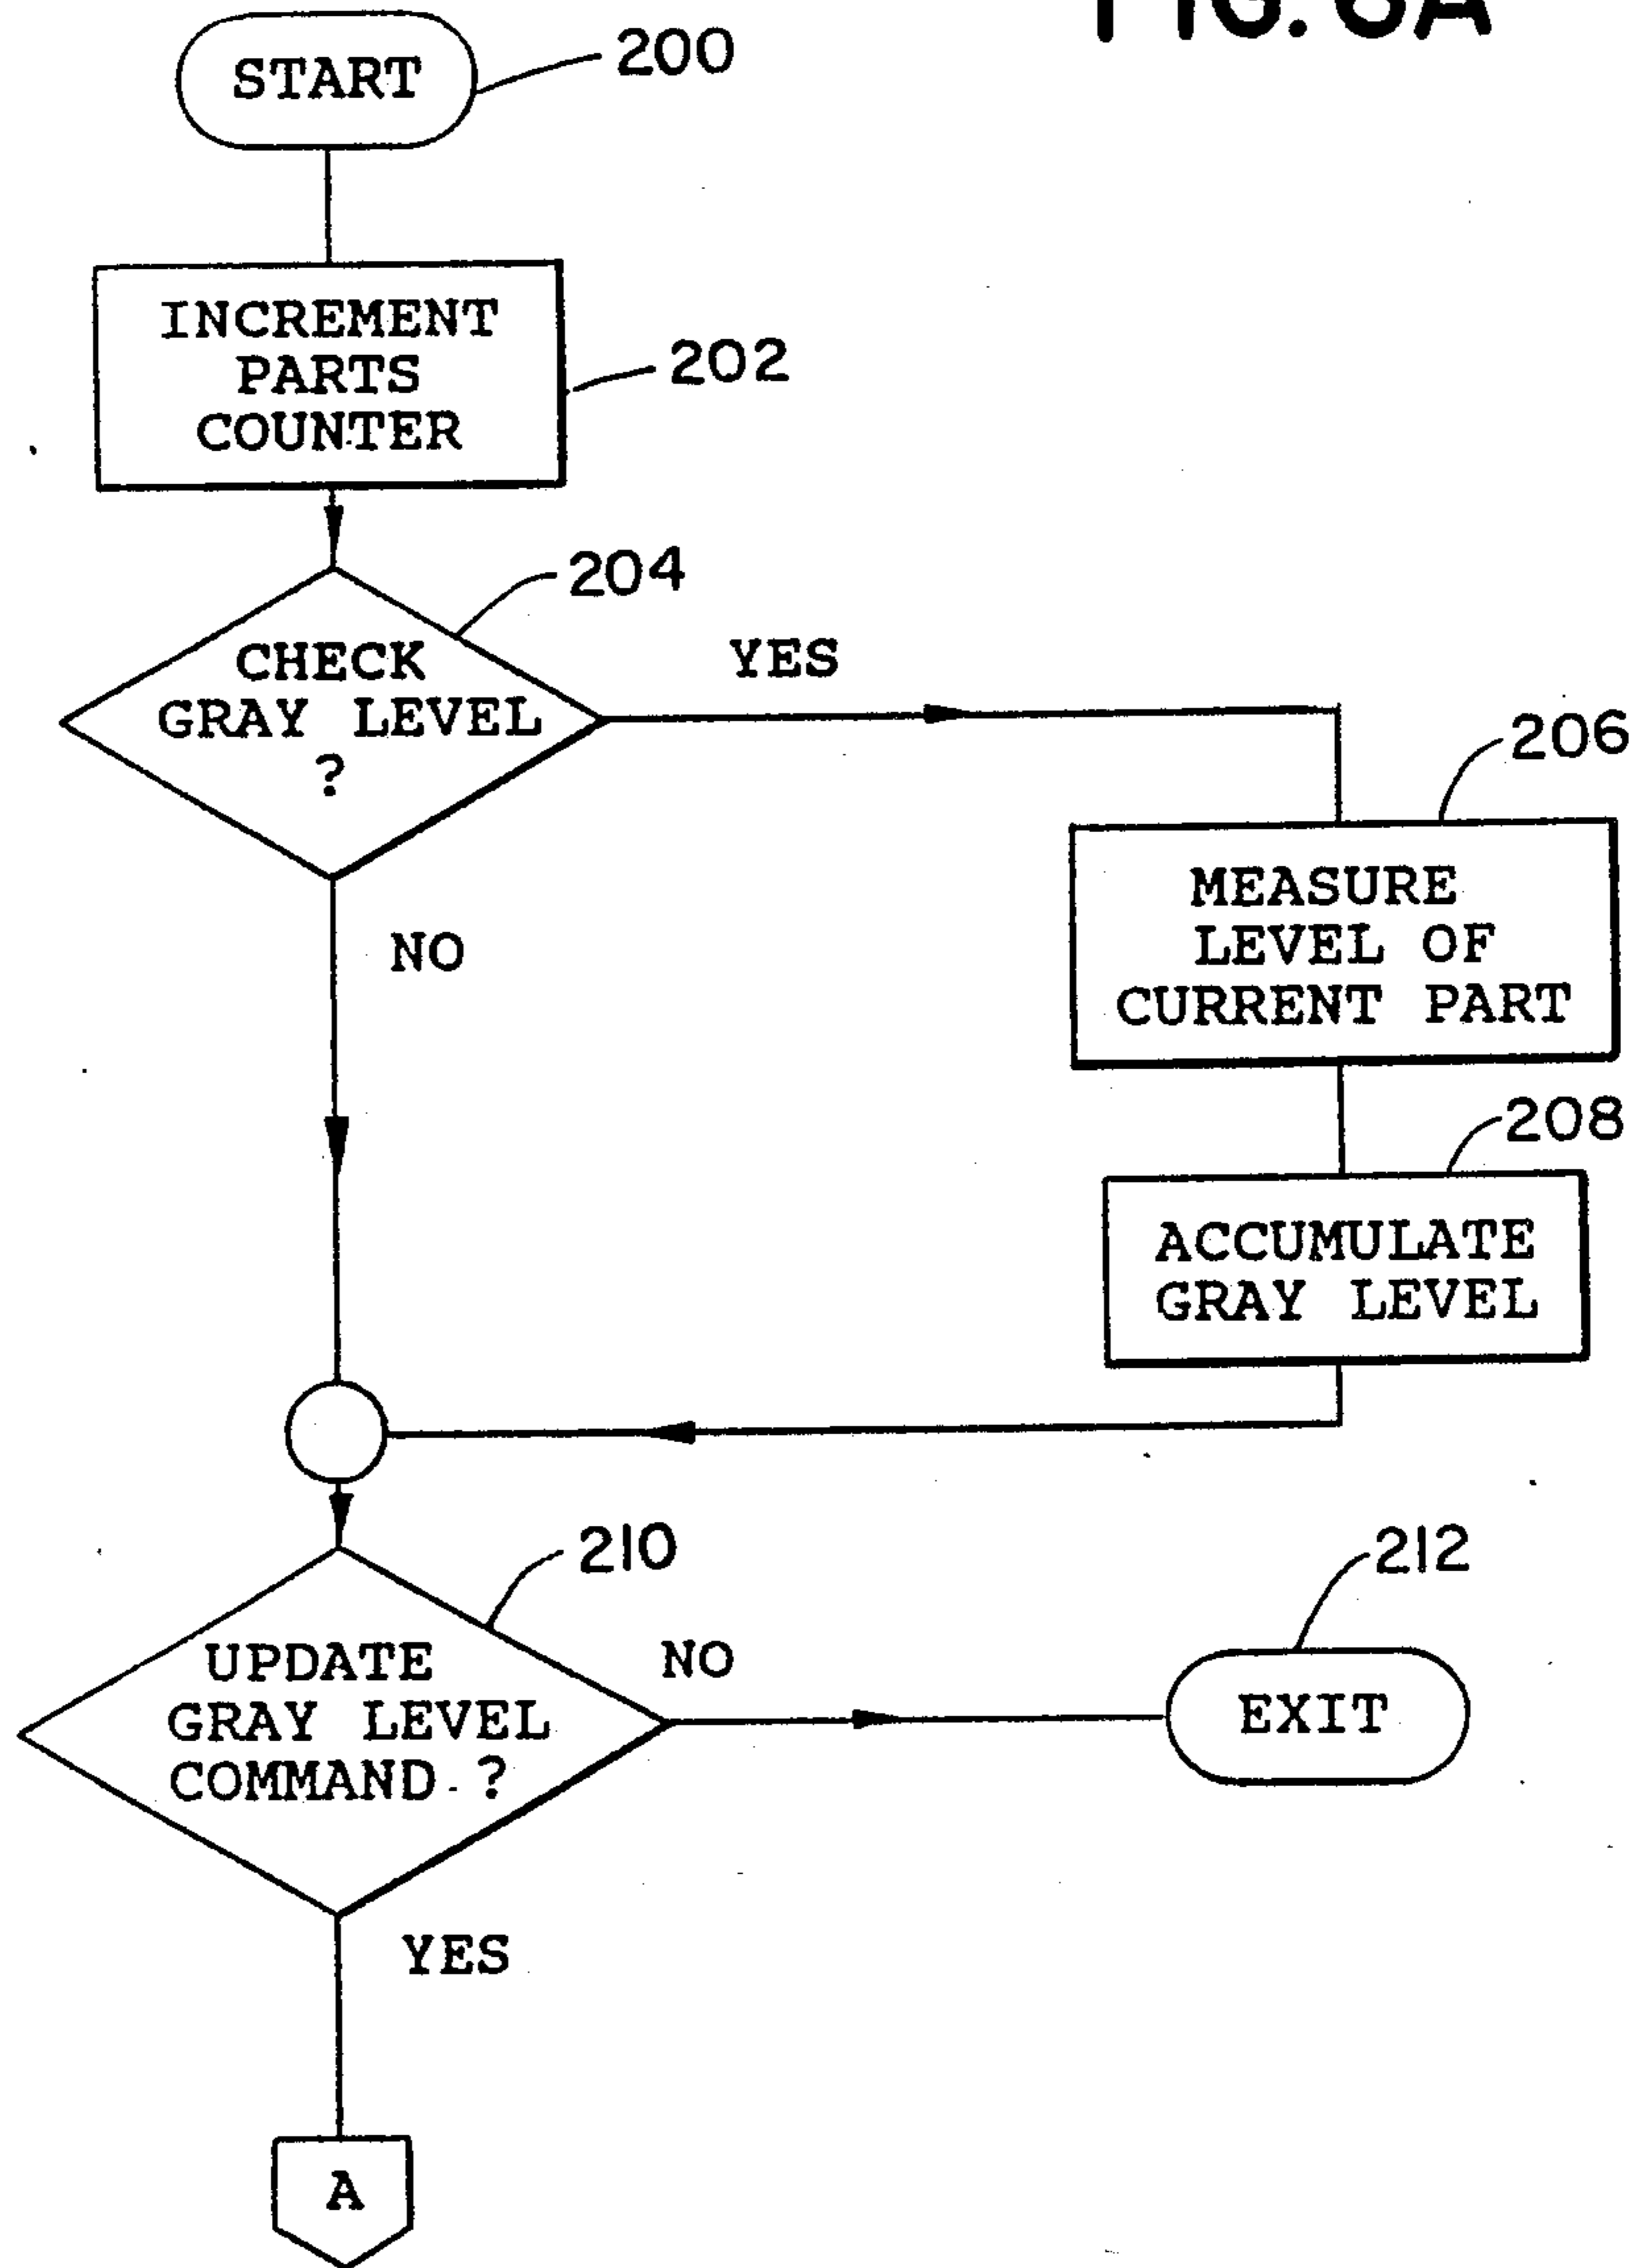 FIG.
START
200
INCREMENT
PARTS
COUNTER
202
204
CHECK
GRAY LEVEL
?
YES
NO
206
MEASURE
LEVEL OF
CURRENT PART
208
ACCUMULATE
GRAY LEVEL
210
UPDATE
GRAY LEVEL
COMMAND ?
NO
212
EXIT
YES
A